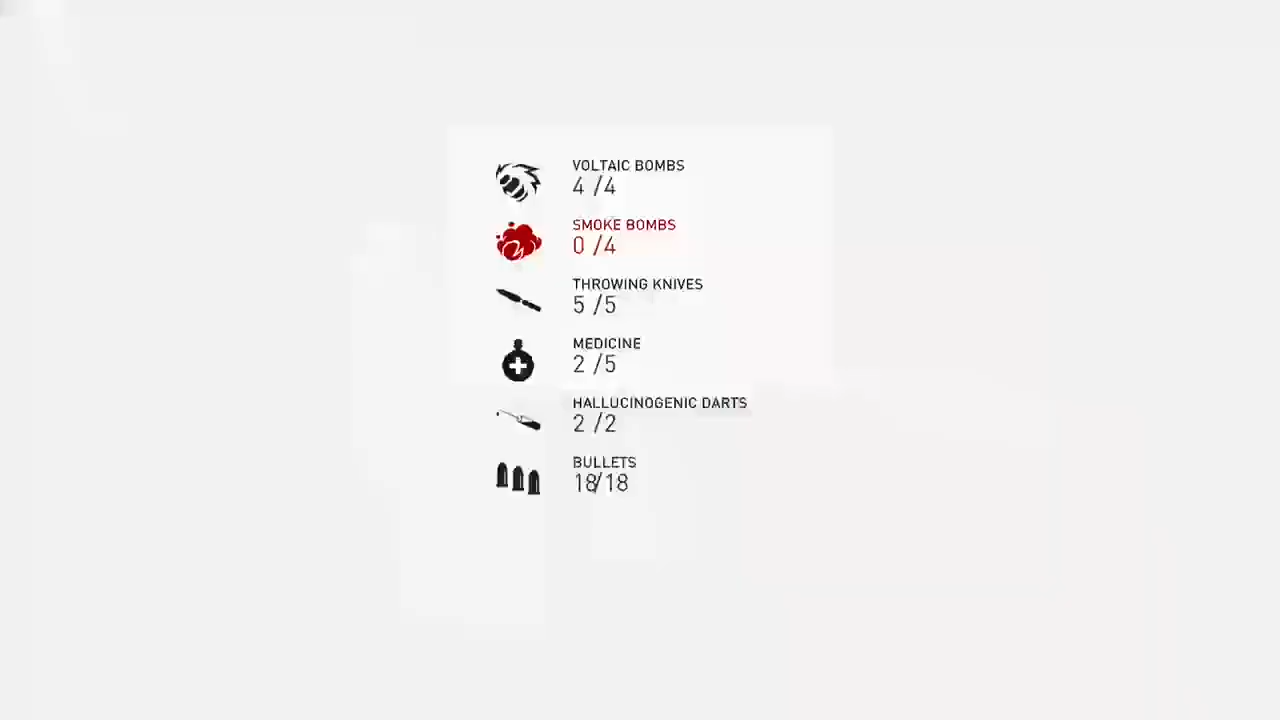 VOLTAIC BOMBS
4 /4
SMOKE BOMBS
0 /4
THROWING KNIVES
5 /5
MEDICINE
2 /5
HALLUCINOGENIC DARTS
2 /2
BULLETS
18/18